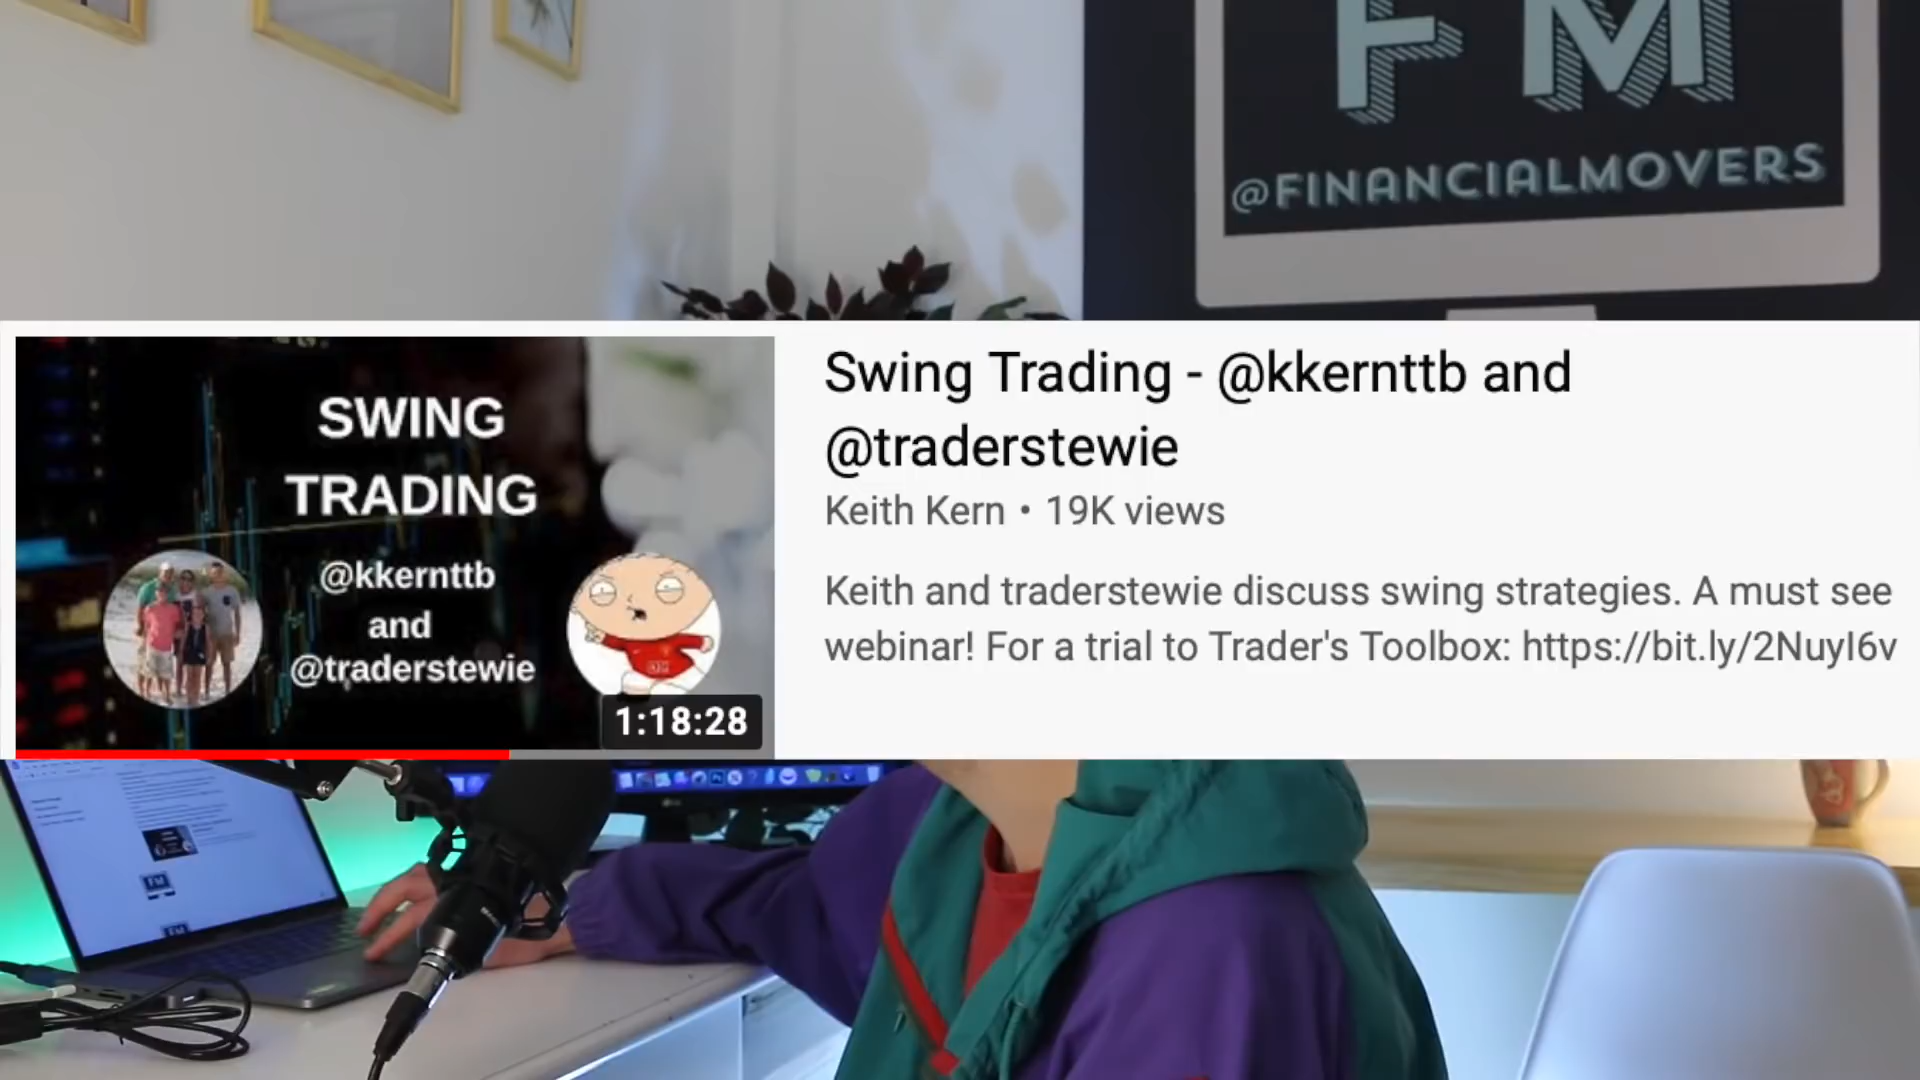 FM
@FINANCIALMOVERS
SWING
TRADING
@kkernttb
and
@traderstewie
1:18:28
Swing Trading - @kkernttb and
@traderstewie
Keith Kern • 19K views
Keith and traderstewie discuss swing strategies. A must see
webinar! For a trial to Trader's Toolbox: https://bit.ly/2NuyI6v
FM